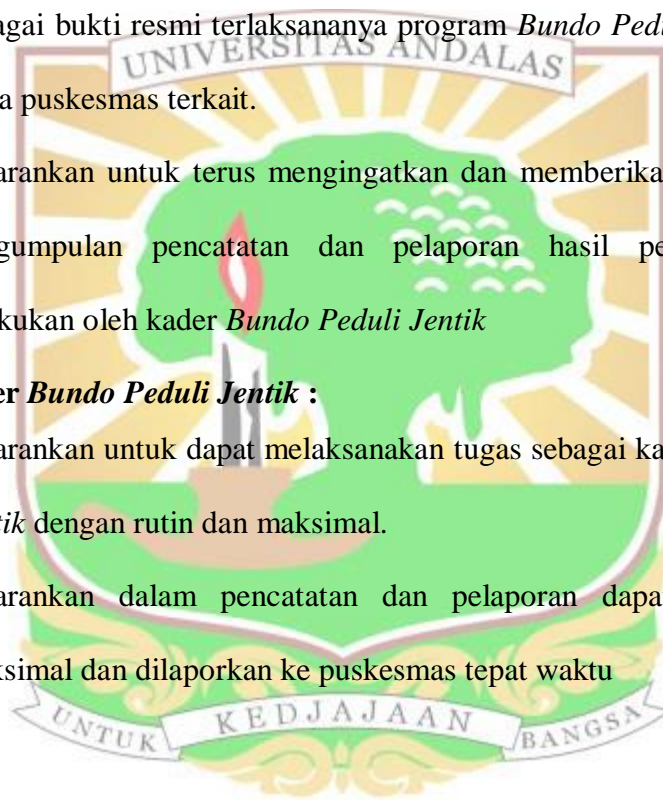 agai bukti resmi terlaksananya program Bundo Pedu
UNIVERSITAS ANDALAS
a puskesmas terkait.
arankan untuk terus mengingatkan dan memberika
gumpulan pencatatan dan pelaporan hasil pe
kukan oleh kader Bundo Peduli Jentik
er Bundo Peduli Jentik :
arankan untuk dapat melaksanakan tugas sebagai ka
tik dengan rutin dan maksimal.
arankan dalam pencatatan dan pelaporan dapa
ksimal dan dilaporkan ke puskesmas tepat waktu
UNTUK KEDJAJAAN BANGSA